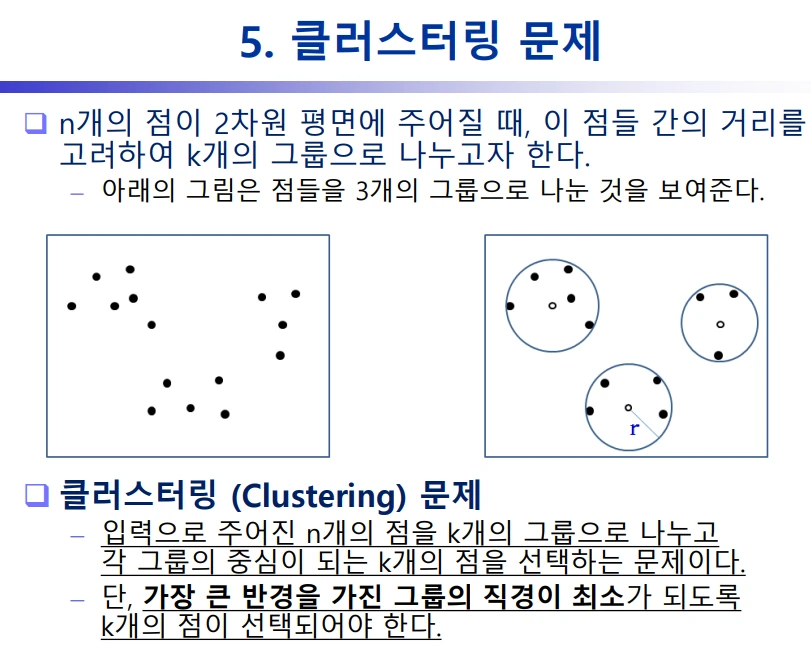 5. 클러스터링 문제
n개의 점이 2차원 평면에 주어질 때, 이 점들 간의 거리를
고려하여 k개의 그룹으로 나누고자 한다.
– 아래의 그림은 점들을 3개의 그룹으로 나눈 것을 보여준다.
r
클러스터링 (Clustering) 문제
– 입력으로 주어진 n개의 점을 k개의 그룹으로 나누고
각 그룹의 중심이 되는 k개의 점을 선택하는 문제이다.
– 단, 가장 큰 반경을 가진 그룹의 직경이 최소가 되도록
k개의 점이 선택되어야 한다.